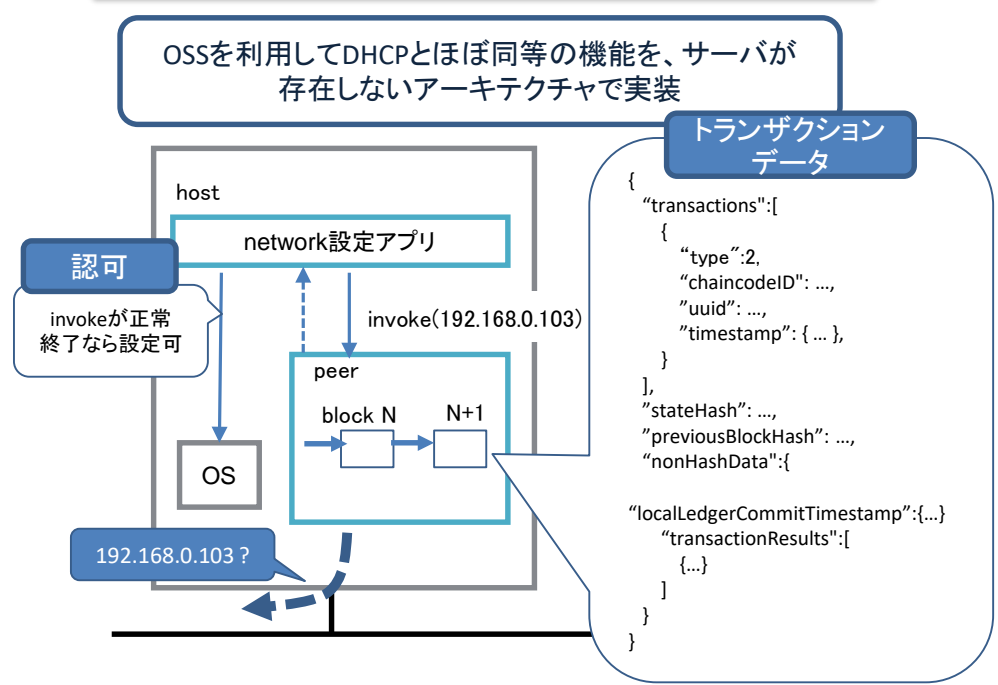 OSSを利用してDHCPとほぼ同等の機能を、サーバが
存在しないアーキテクチャで実装
トランザクション
データ
host
network設定アプリ
認可
invokeが正常
終了なら設定可
invoke(192.168.0.103)
peer
block N
N+1
OS
192.168.0.103 ?
{
“transactions":[
{
“type”:2,
“chaincodeID": …,
”uuid”: …,
”timestamp”: { … },
}
],
”stateHash”: …,
”previousBlockHash”: …,
“nonHashData":{
“localLedgerCommitTimestamp”:{…}
“transactionResults”:[
{…}
]
}
}